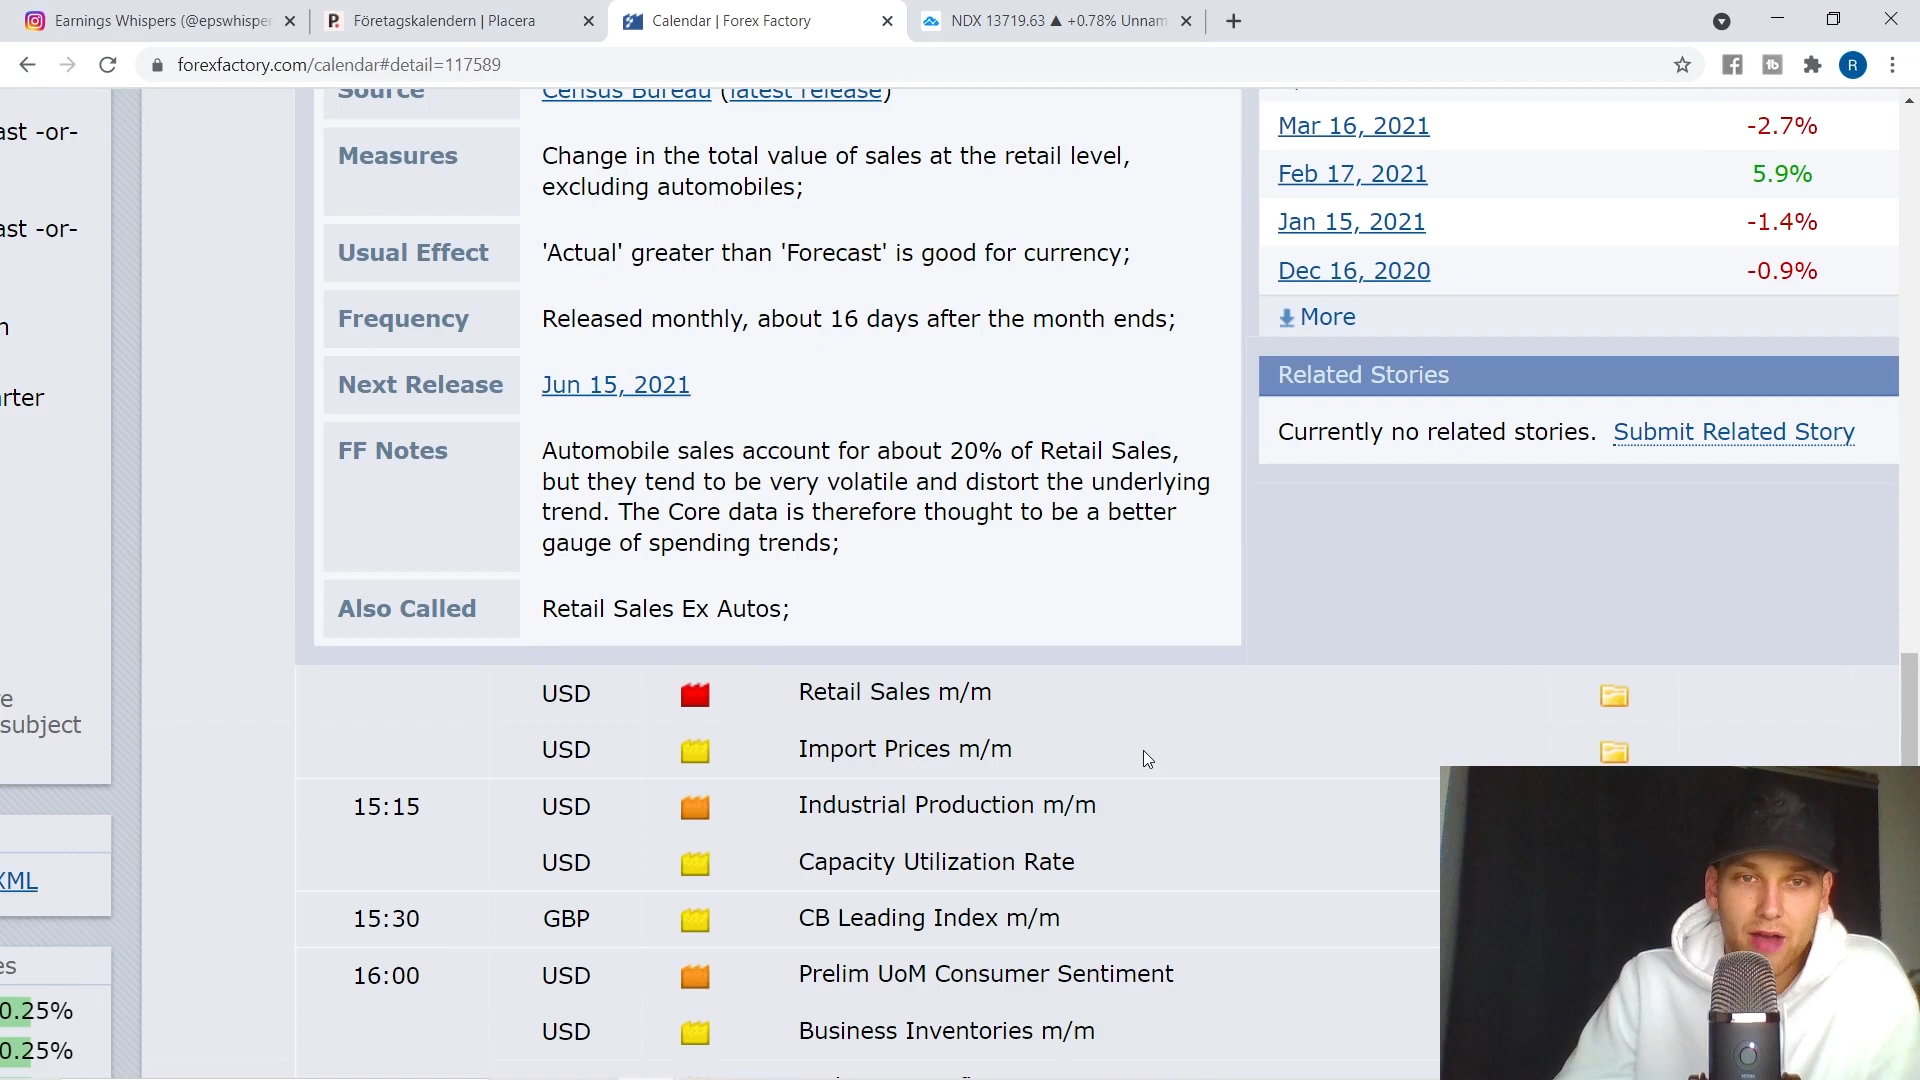 Earnings Whispers (@epswhisper
Företagskalendern | Placera
Calendar | Forex Factory
NDX 13719.63 ▲ +0.78% Unnam
forexfactory.com/calendar#detail=117589
R
ast -or-
ast -or-
n
rter
e
subject
XML
es
0.25%
0.25%
Source
Census Bureau (latest release)
Measures
Change in the total value of sales at the retail level,
excluding automobiles;
Usual Effect
'Actual' greater than 'Forecast' is good for currency;
Frequency
Released monthly, about 16 days after the month ends;
Next Release
Jun 15, 2021
FF Notes
Automobile sales account for about 20% of Retail Sales,
but they tend to be very volatile and distort the underlying
trend. The Core data is therefore thought to be a better
gauge of spending trends;
Also Called
Retail Sales Ex Autos;
Mar 16, 2021 -2.7%
Feb 17, 2021 5.9%
Jan 15, 2021 -1.4%
Dec 16, 2020 -0.9%
More
Related Stories
Currently no related stories. Submit Related Story
USD Retail Sales m/m
USD Import Prices m/m
15:15 USD Industrial Production m/m
USD Capacity Utilization Rate
15:30 GBP CB Leading Index m/m
16:00 USD Prelim UoM Consumer Sentiment
USD Business Inventories m/m